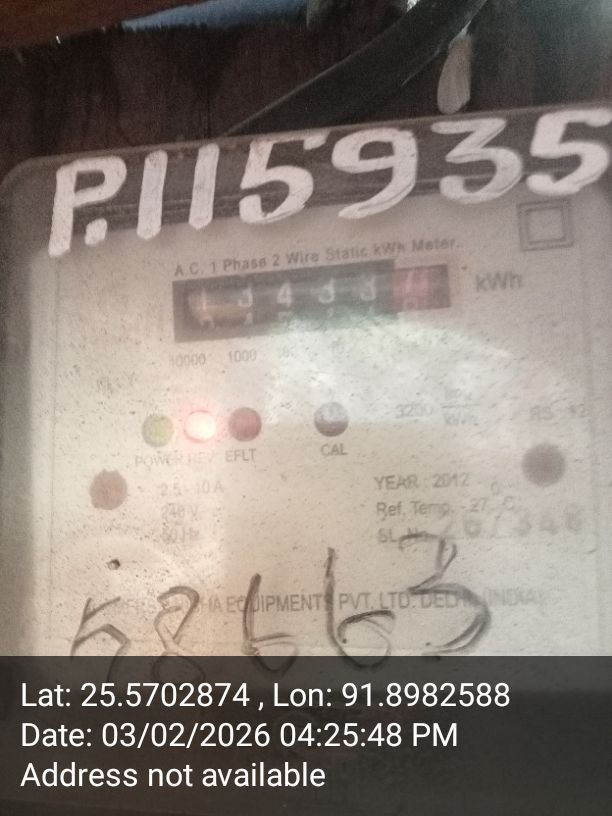 P.115935
A.C. 1 Phase 2 Wire Static kWh Meter.
13433
kWh
10000 1000
3200
POWER REV EFLT
CAL
2.5-10 A
240 V
50 Hz
YEAR : 2012
Ref. Temp. - 27 °C
SL. No.
EQUIPMENTS PVT. LTD. DELHI (INDIA)
58663
Lat: 25.5702874 , Lon: 91.8982588
Date: 03/02/2026 04:25:48 PM
Address not available